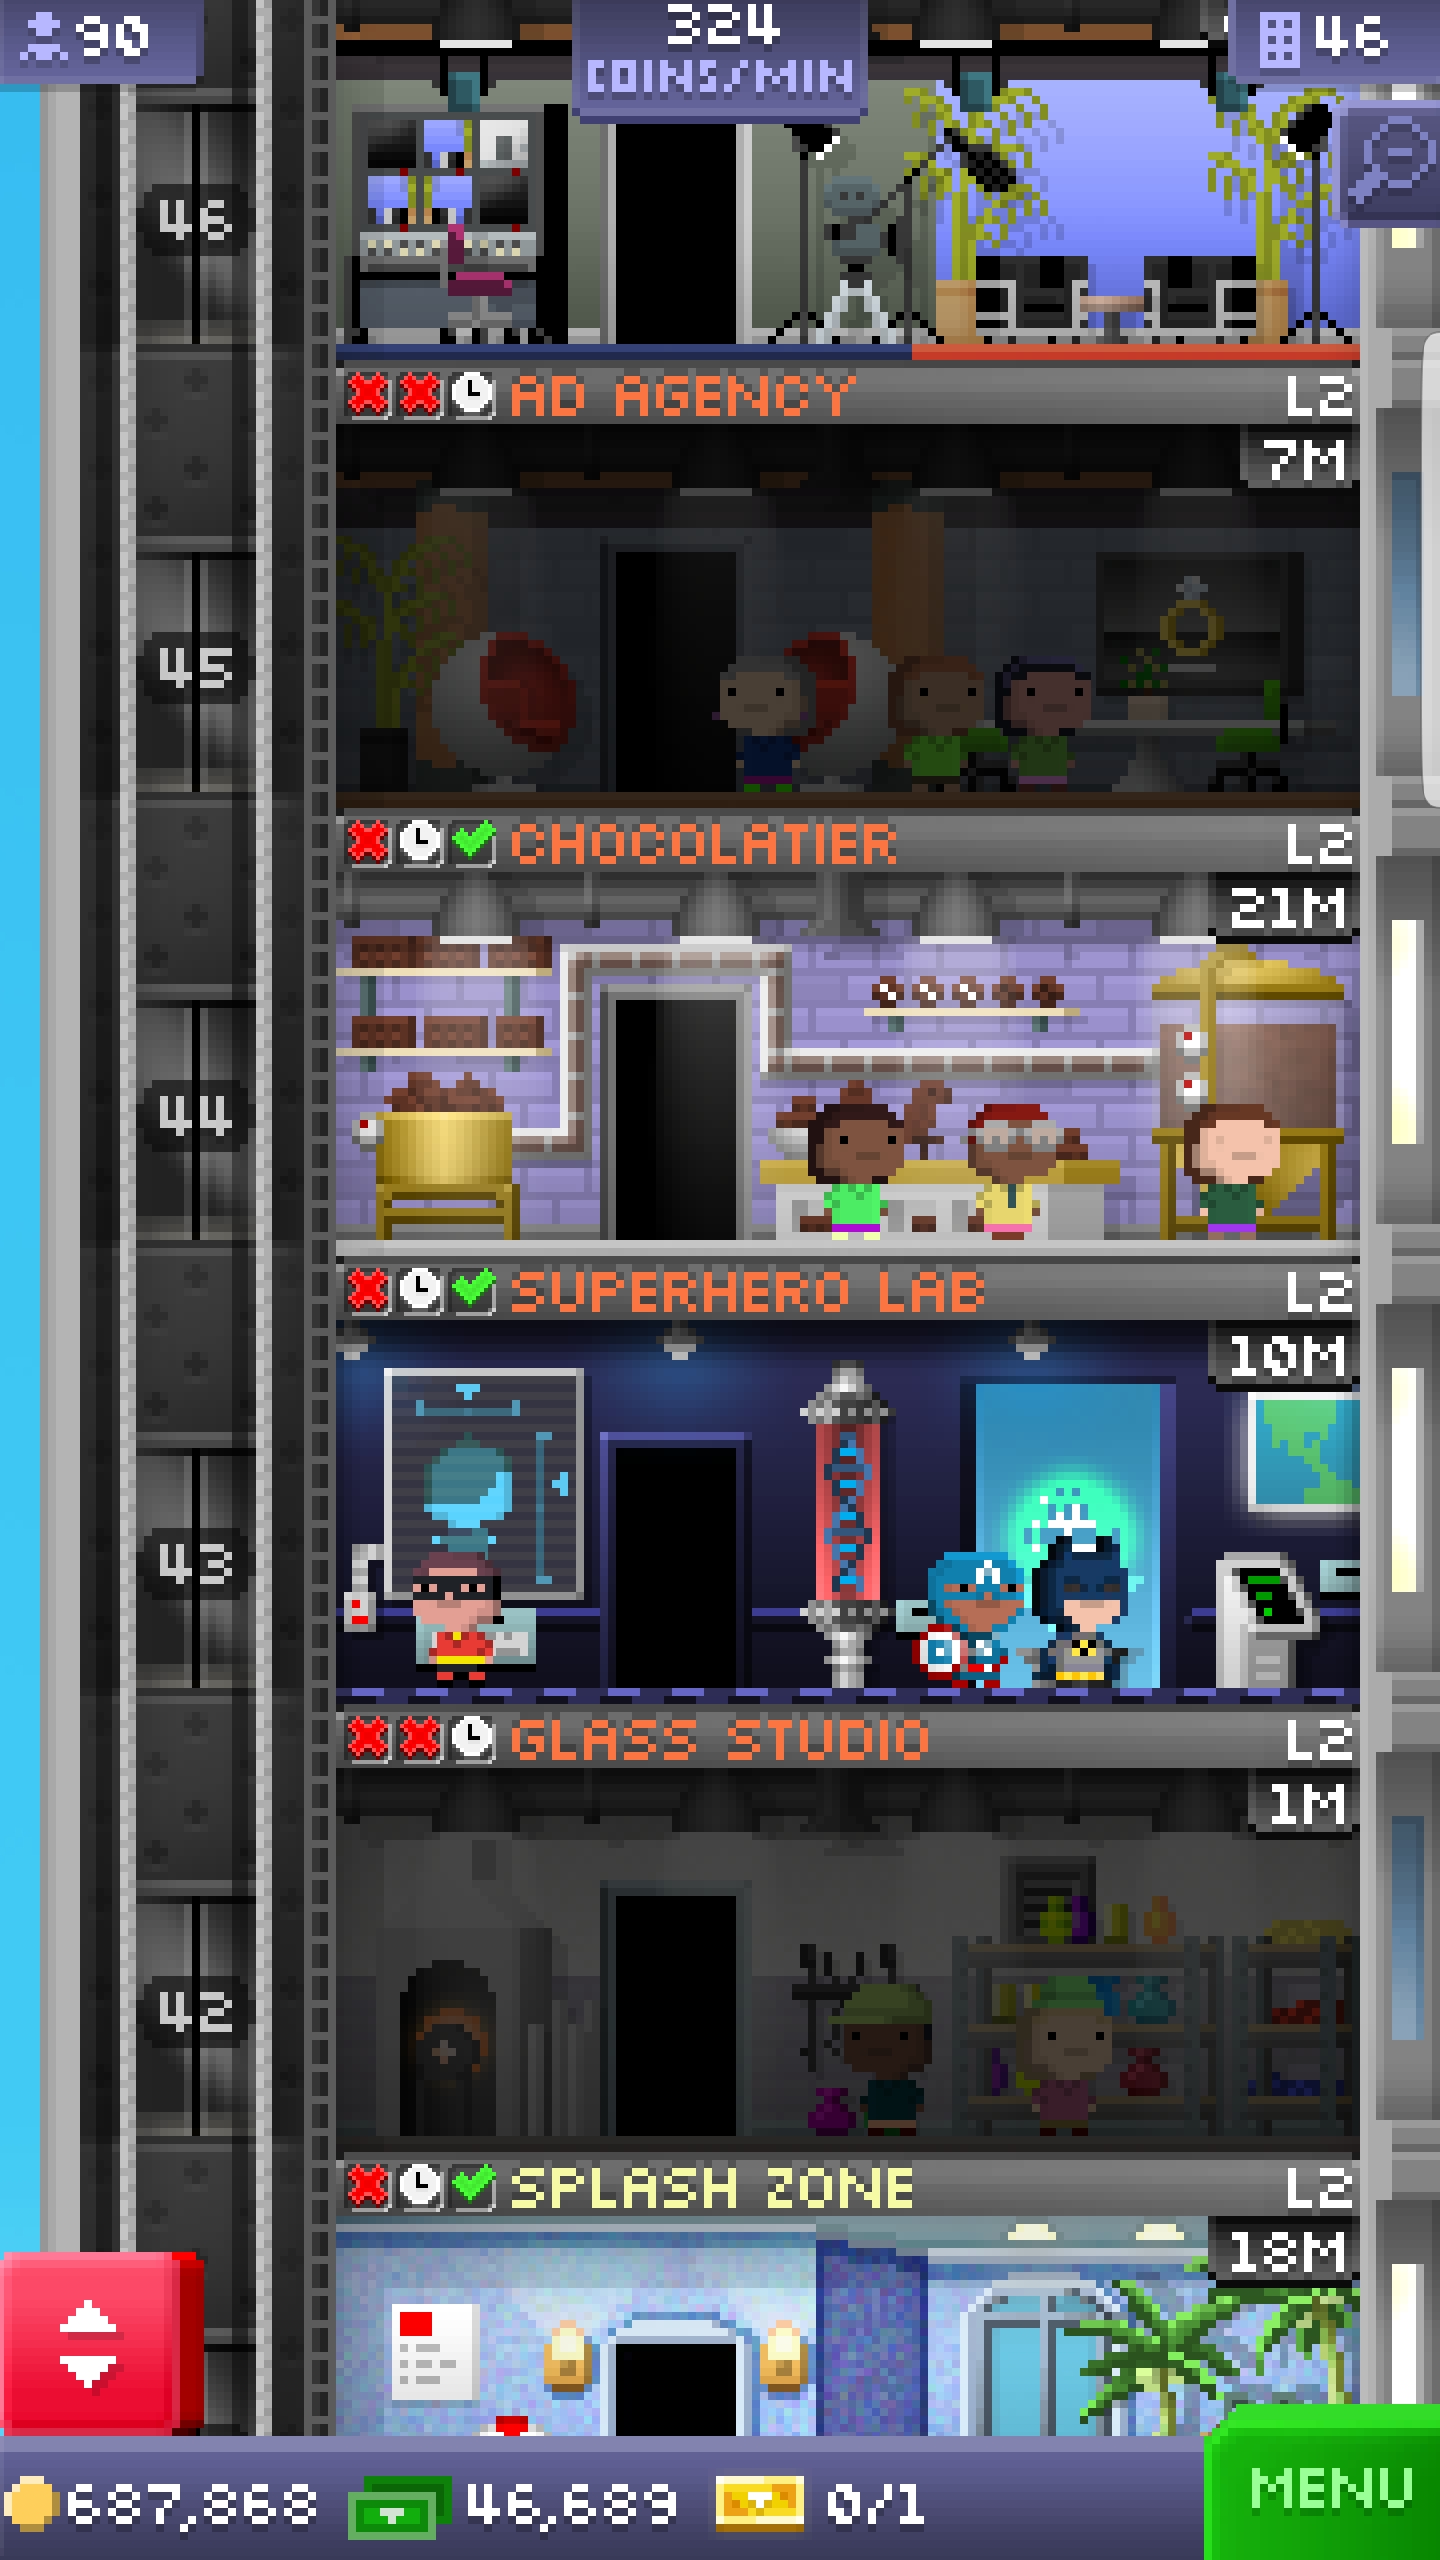 90
324
COINS/MIN
46
46
AD AGENCY L2
7M
45
CHOCOLATIER L2
21M
44
SUPERHERO LAB L2
10M
43
GLASS STUDIO L2
1M
42
SPLASH ZONE L2
18M
687,868 46,689 0/1 MENU